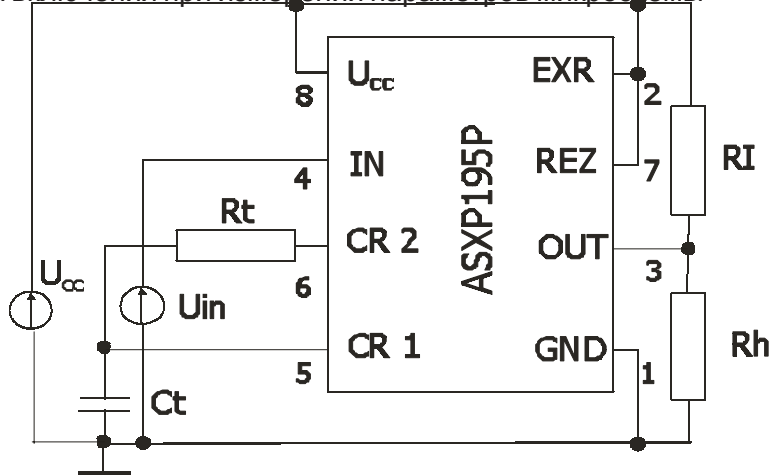 8
Ucc
EXR
2
4
IN
REZ
7
RI
Rt
CR 2
ASXP195P
OUT
6
3
Ucc
Uin
CR 1
GND
Rh
5
1
Ct